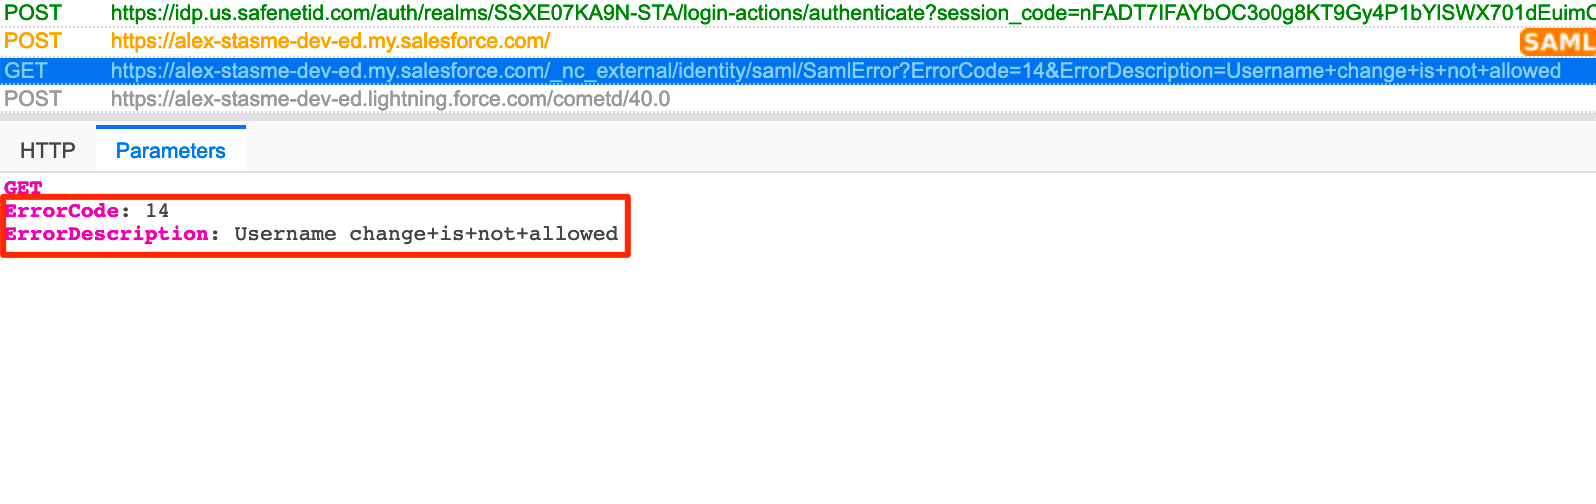 POST https://idp.us.safenetid.com/auth/realms/SSXE07KA9N-STA/login-actions/authenticate?session_code=nFADT7IFAYbOC3o0g8KT9Gy4P1bYlSWX701dEuimC
POST https://alex-stasme-dev-ed.my.salesforce.com/ SAML
GET https://alex-stasme-dev-ed.my.salesforce.com/_nc_external/identity/saml/SamlError?ErrorCode=14&ErrorDescription=Username+change+is+not+allowed
POST https://alex-stasme-dev-ed.lightning.force.com/cometd/40.0
HTTP Parameters
GET
ErrorCode: 14
ErrorDescription: Username change+is+not+allowed